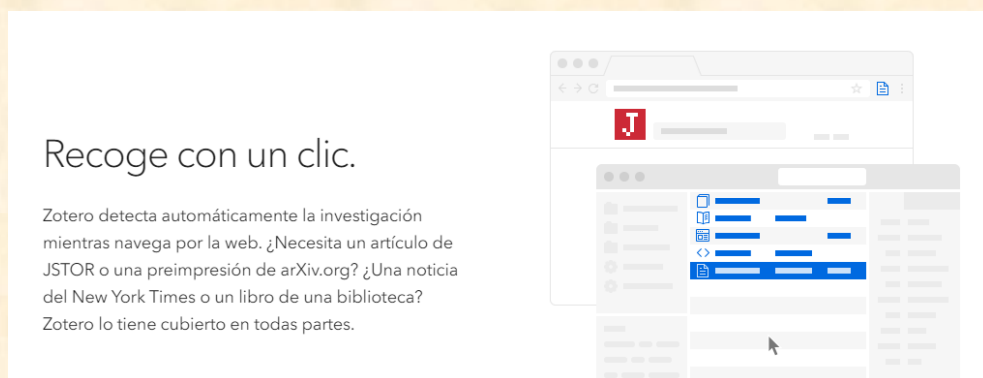 Recoge con un clic.
Zotero detecta automáticamente la investigación
mientras navega por la web. ¿Necesita un artículo de
JSTOR o una preimpresión de arXiv.org? ¿Una noticia
del New York Times o un libro de una biblioteca?
Zotero lo tiene cubierto en todas partes.
J